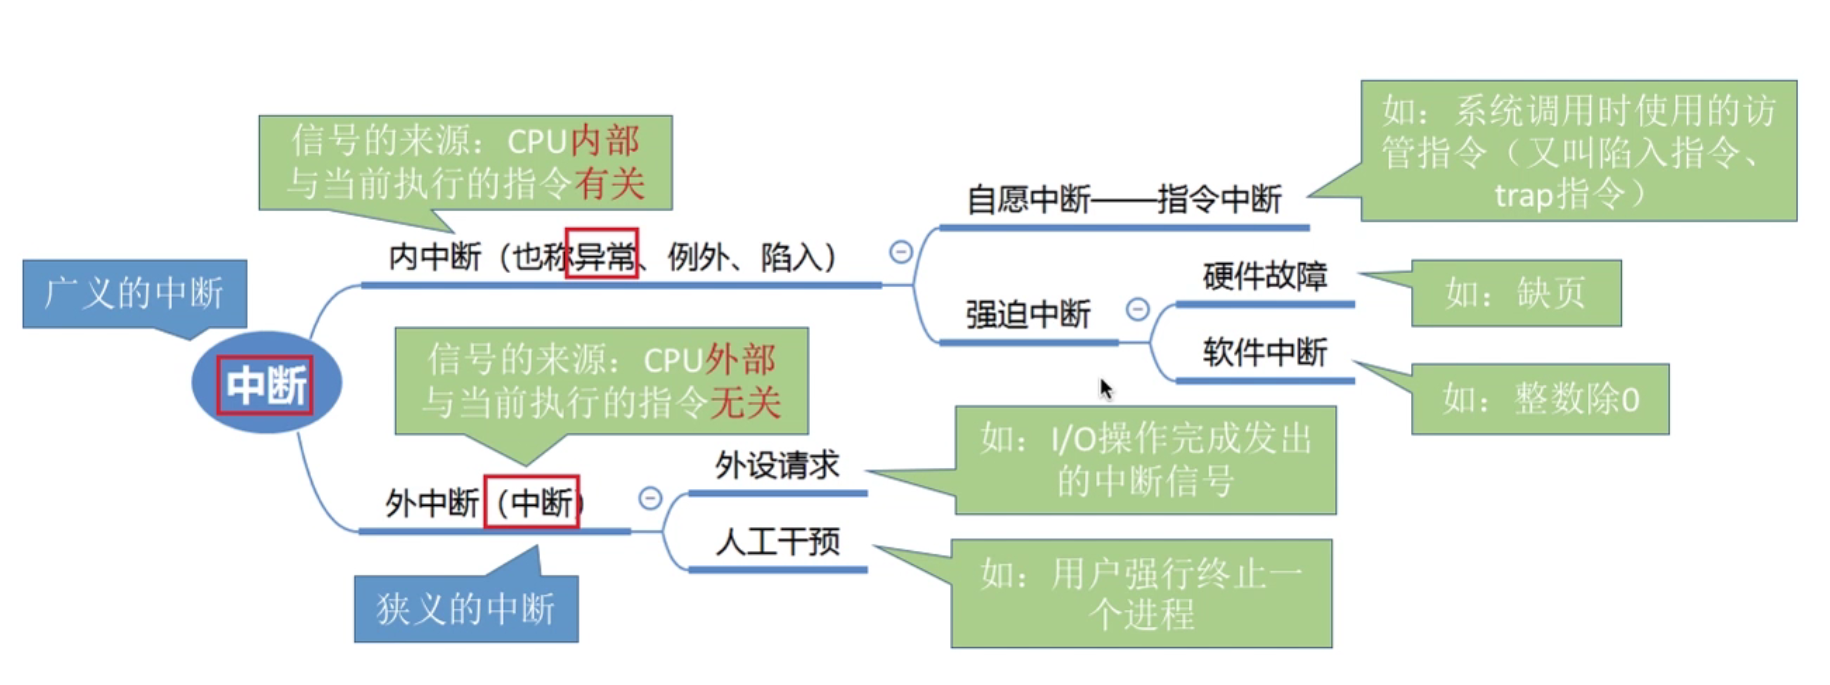 信号的来源：CPU内部
与当前执行的指令有关
如：系统调用时使用的访
管指令（又叫陷入指令、
trap指令）
自愿中断——指令中断
内中断（也称异常、例外、陷入）
广义的中断
硬件故障
如：缺页
强迫中断
软件中断
如：整数除0
中断
信号的来源：CPU外部
与当前执行的指令无关
外设请求
如：I/O操作完成发出
的中断信号
外中断（中断）
人工干预
如：用户强行终止一
个进程
狭义的中断